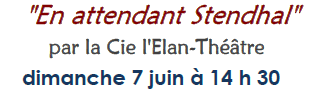 "En attendant Stendhal"
par la Cie l'Elan-Théâtre
dimanche 7 juin à 14 h 30